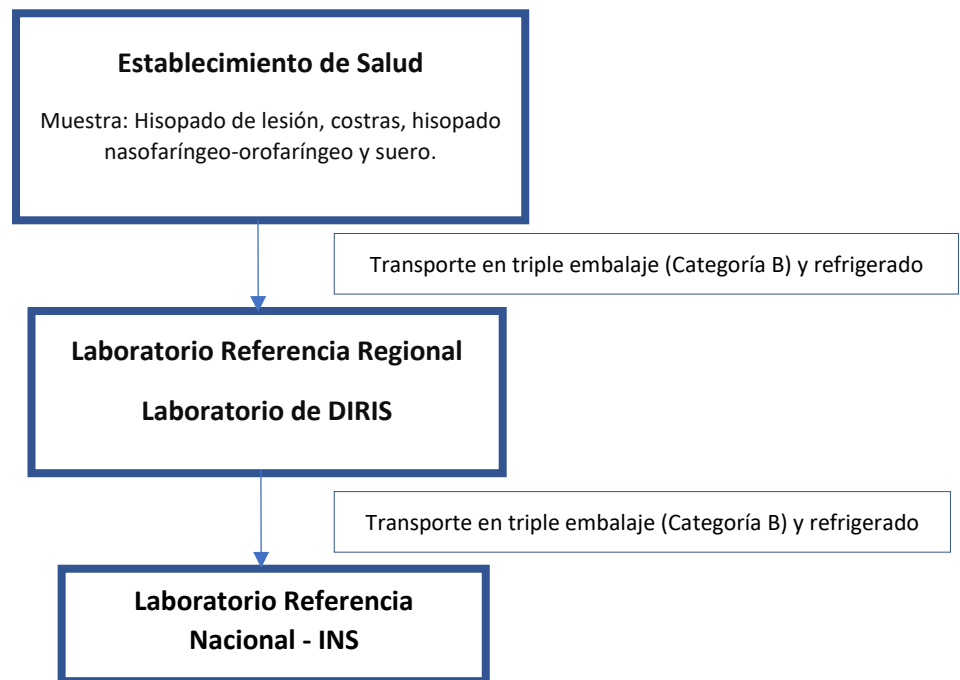 Establecimiento de Salud
Muestra: Hisopado de lesión, costras, hisopado
nasofaríngeo-orofaríngeo y suero.
Transporte en triple embalaje (Categoría B) y refrigerado
Laboratorio Referencia Regional
Laboratorio de DIRIS
Transporte en triple embalaje (Categoría B) y refrigerado
Laboratorio Referencia
Nacional - INS